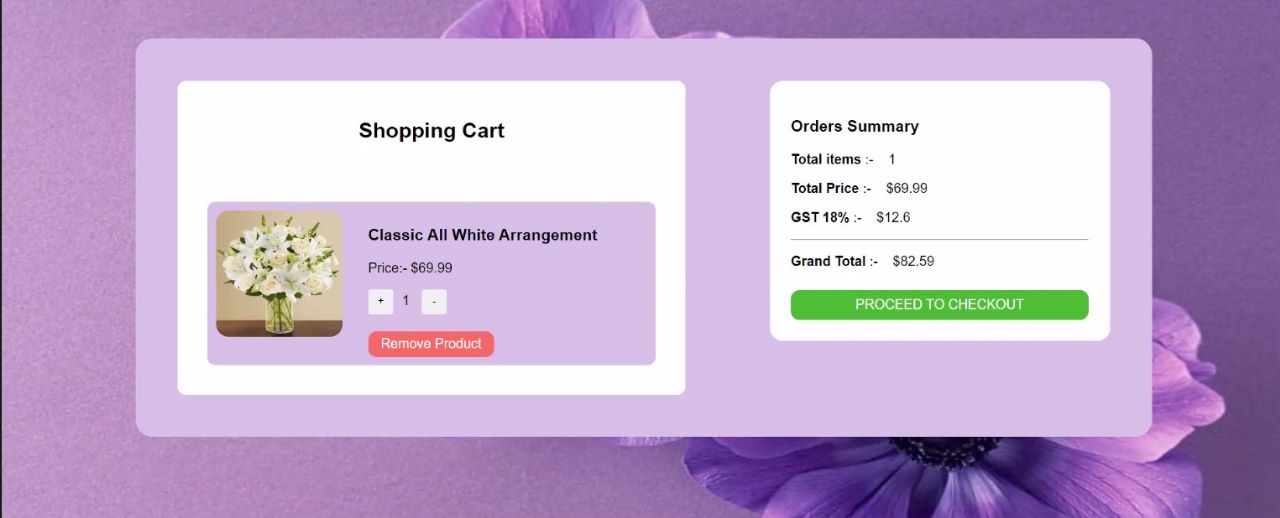 Shopping Cart
Classic All White Arrangement
Price:- $69.99
+ 1 -
Remove Product
Orders Summary
Total items :- 1
Total Price :- $69.99
GST 18% :- $12.6
Grand Total :- $82.59
PROCEED TO CHECKOUT